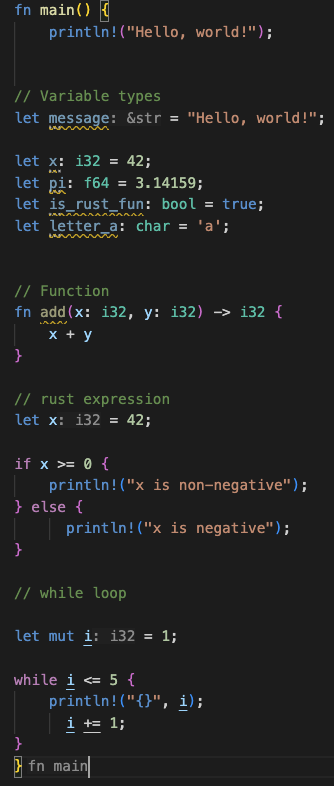 fn main() {
println!("Hello, world!");
// Variable types
let message: &str = "Hello, world!";
let x: i32 = 42;
let pi: f64 = 3.14159;
let is_rust_fun: bool = true;
let letter_a: char = 'a';
// Function
fn add(x: i32, y: i32) -> i32 {
x + y
}
// rust expression
let x: i32 = 42;
if x >= 0 {
println!("x is non-negative");
} else {
println!("x is negative");
}
// while loop
let mut i: i32 = 1;
while i <= 5 {
println!("{}", i);
i += 1;
}
} fn main